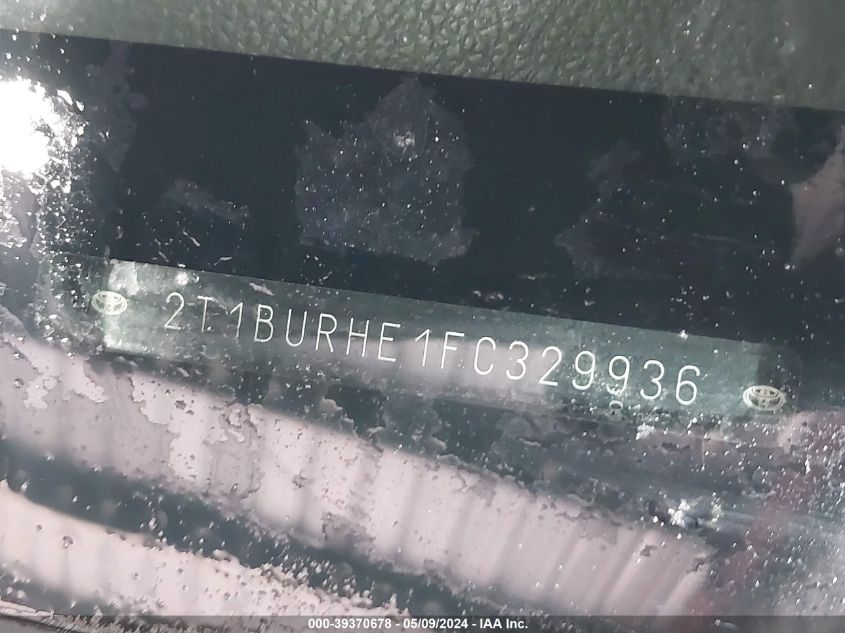 2T1BURHE1FC329936
000-39370678 - 05/09/2024 - IAA Inc.